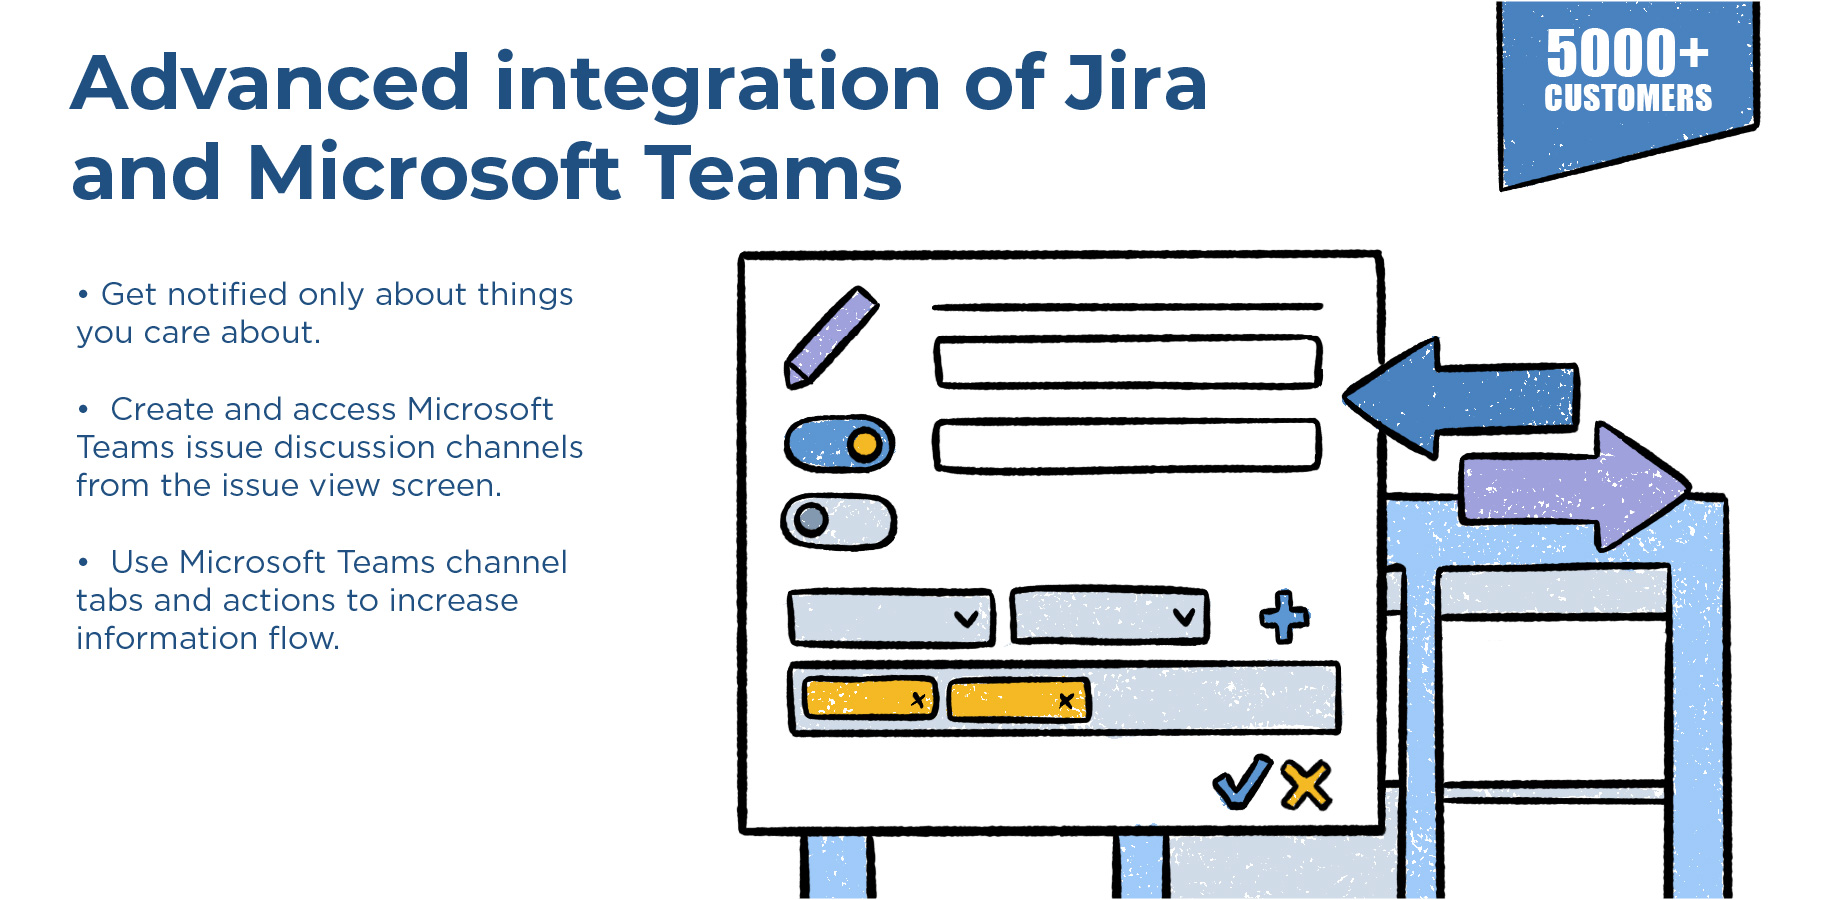 Advanced integration of Jira
and Microsoft Teams
5000+
CUSTOMERS
• Get notified only about things
you care about.
• Create and access Microsoft
Teams issue discussion channels
from the issue view screen.
• Use Microsoft Teams channel
tabs and actions to increase
information flow.